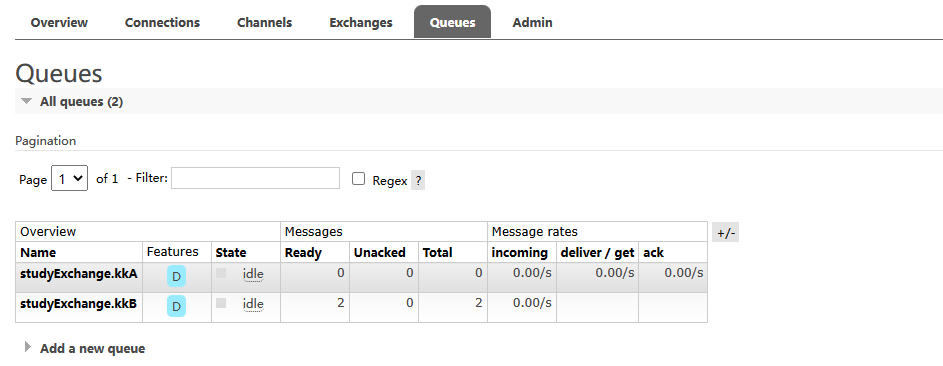 Overview Connections Channels Exchanges Queues Admin
Queues
All queues (2)
Pagination
Page 1 of 1 - Filter: Regex ?
Overview Messages Message rates +/-
Name Features State Ready Unacked Total incoming deliver / get ack
studyExchange.kkA D idle 0 0 0 0.00/s 0.00/s 0.00/s
studyExchange.kkB D idle 2 0 2 0.00/s
Add a new queue